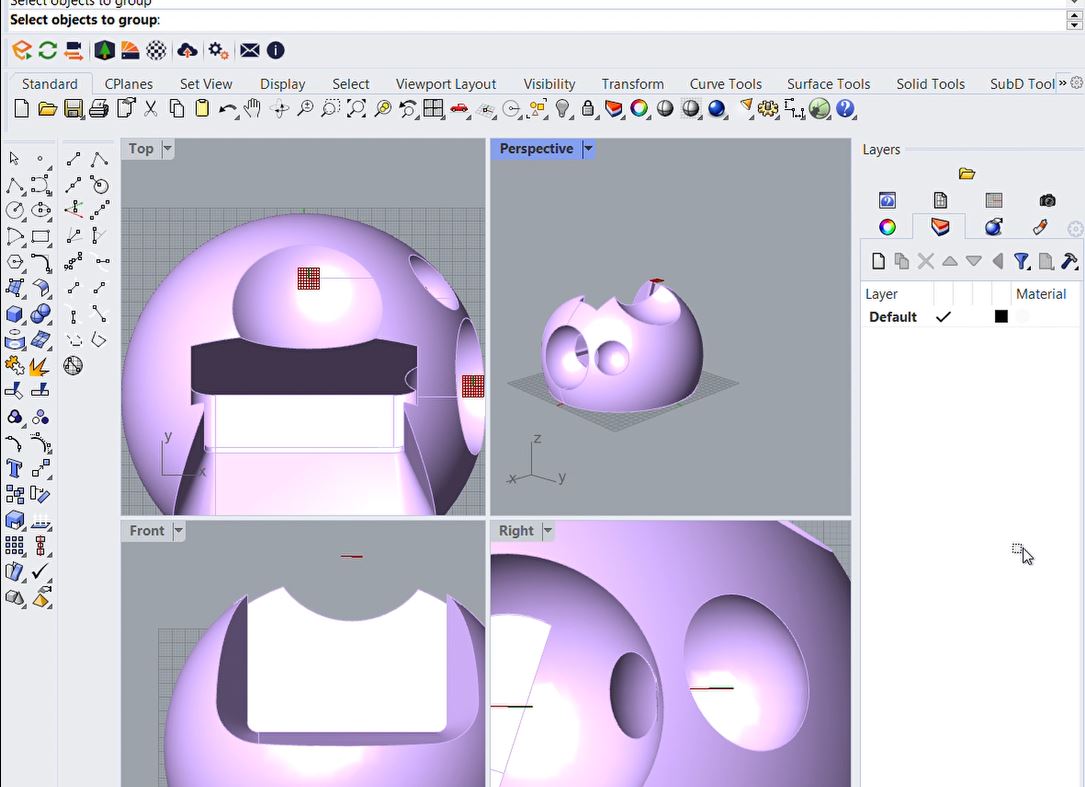 Select objects to group
Select objects to group:
Standard CPlanes Set View Display Select Viewport Layout Visibility Transform Curve Tools Surface Tools Solid Tools SubD Tool »
Top
Perspective
Layers
Layer Material
Default
y
x
z
x
y
Front
Right